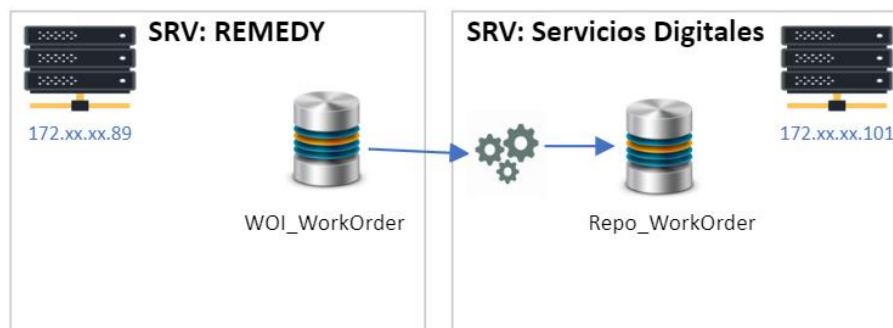 SRV: REMEDY
SRV: Servicios Digitales
172.xx.xx.89
172.xx.xx.101
WOI_WorkOrder
Repo_WorkOrder